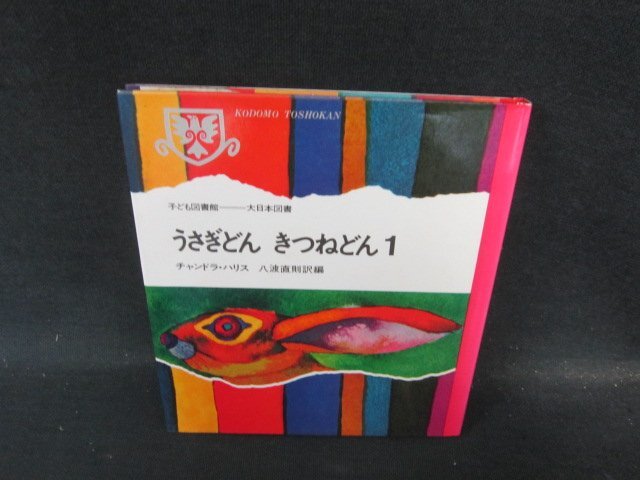 KODOMO TOSHOKAN
子ども図書館——大日本図書
うさぎどん きつねどん1
チャンドラ・ハリス 八波直則訳編